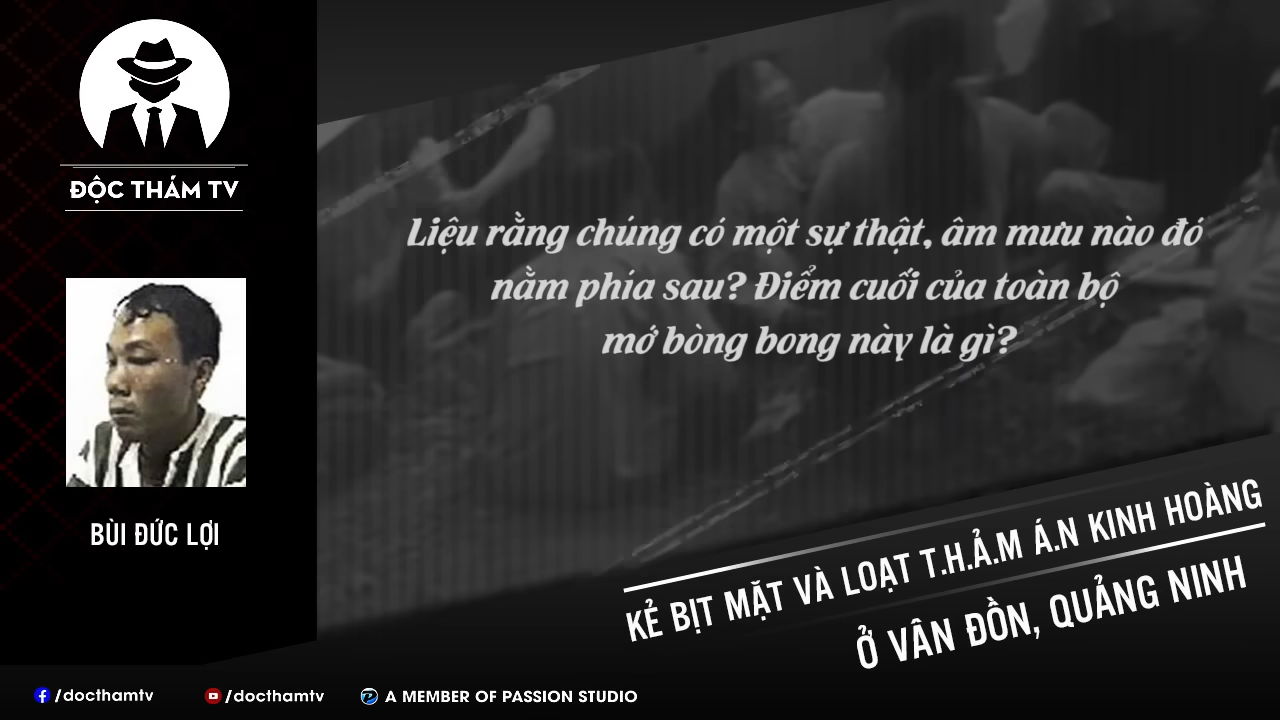 ĐỘC THÁM TV
BÙI ĐỨC LỢI
Liệu rằng chúng có một sự thật, âm mưu nào đó
nằm phía sau? Điểm cuối của toàn bộ
mớ bòng bong này là gì?
KẺ BỊT MẶT VÀ LOẠT T.H.Ả.M Á.N KINH HOÀNG
Ở VÂN ĐỒN, QUẢNG NINH
/docthamtv
/docthamtv
A MEMBER OF PASSION STUDIO